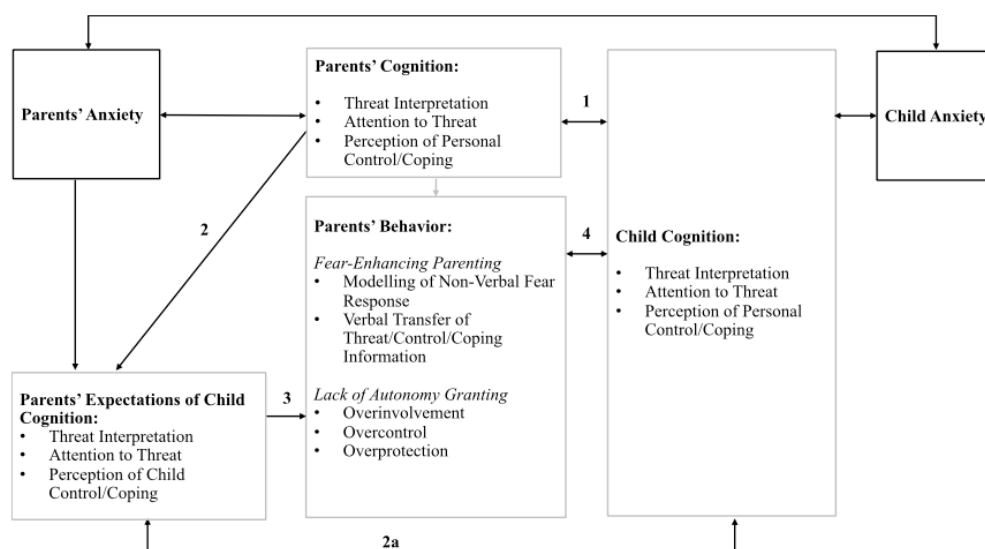 Parents' Anxiety
Parents' Cognition:
• Threat Interpretation
• Attention to Threat
• Perception of Personal
Control/Coping
1
Child Anxiety
2
Parents' Behavior:
Fear-Enhancing Parenting
• Modelling of Non-Verbal Fear
Response
• Verbal Transfer of
Threat/Control/Coping
Information
Lack of Autonomy Granting
• Overinvolvement
• Overcontrol
• Overprotection
4
Child Cognition:
• Threat Interpretation
• Attention to Threat
• Perception of Personal
Control/Coping
Parents' Expectations of Child
Cognition:
• Threat Interpretation
• Attention to Threat
• Perception of Child
Control/Coping
3
2a